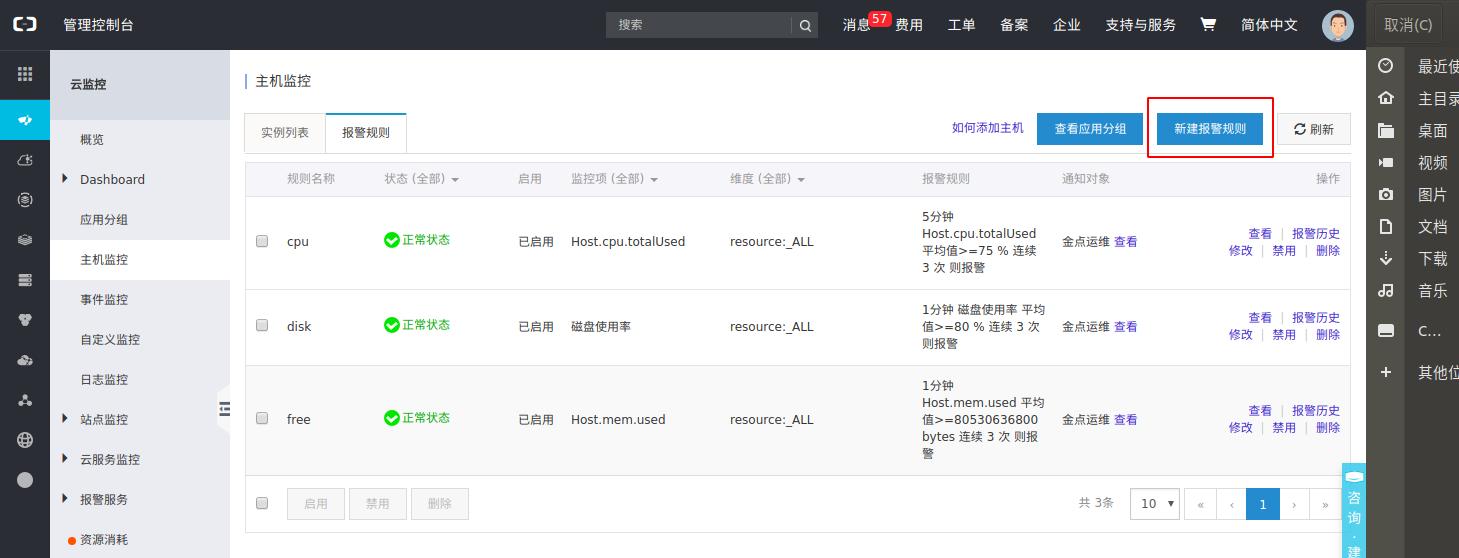 管理控制台
搜索
消息 57 费用 工单 备案 企业 支持与服务 简体中文
取消(C)
云监控
概览
Dashboard
应用分组
主机监控
事件监控
自定义监控
日志监控
站点监控
云服务监控
报警服务
资源消耗
主机监控
实例列表 报警规则
如何添加主机 查看应用分组 新建报警规则 刷新
规则名称 状态 (全部) 启用 监控项 (全部) 维度 (全部) 报警规则 通知对象 操作
cpu 正常状态 已启用 Host.cpu.totalUsed resource:_ALL
5分钟
Host.cpu.totalUsed
平均值>=75 % 连续
3 次 则报警
金点运维 查看
查看 | 报警历史
修改 | 禁用 | 删除
disk 正常状态 已启用 磁盘使用率 resource:_ALL
1分钟 磁盘使用率 平均
值>=80 % 连续 3 次
则报警
金点运维 查看
查看 | 报警历史
修改 | 禁用 | 删除
free 正常状态 已启用 Host.mem.used resource:_ALL
1分钟
Host.mem.used 平均
值>=80530636800
bytes 连续 3 次 则报
警
金点运维 查看
查看 | 报警历史
修改 | 禁用 | 删除
启用 禁用 删除
共 3条 10 « ‹ 1 › »
咨
询
·
建
最近使
主目录
桌面
视频
图片
文档
下载
音乐
C...
其他位